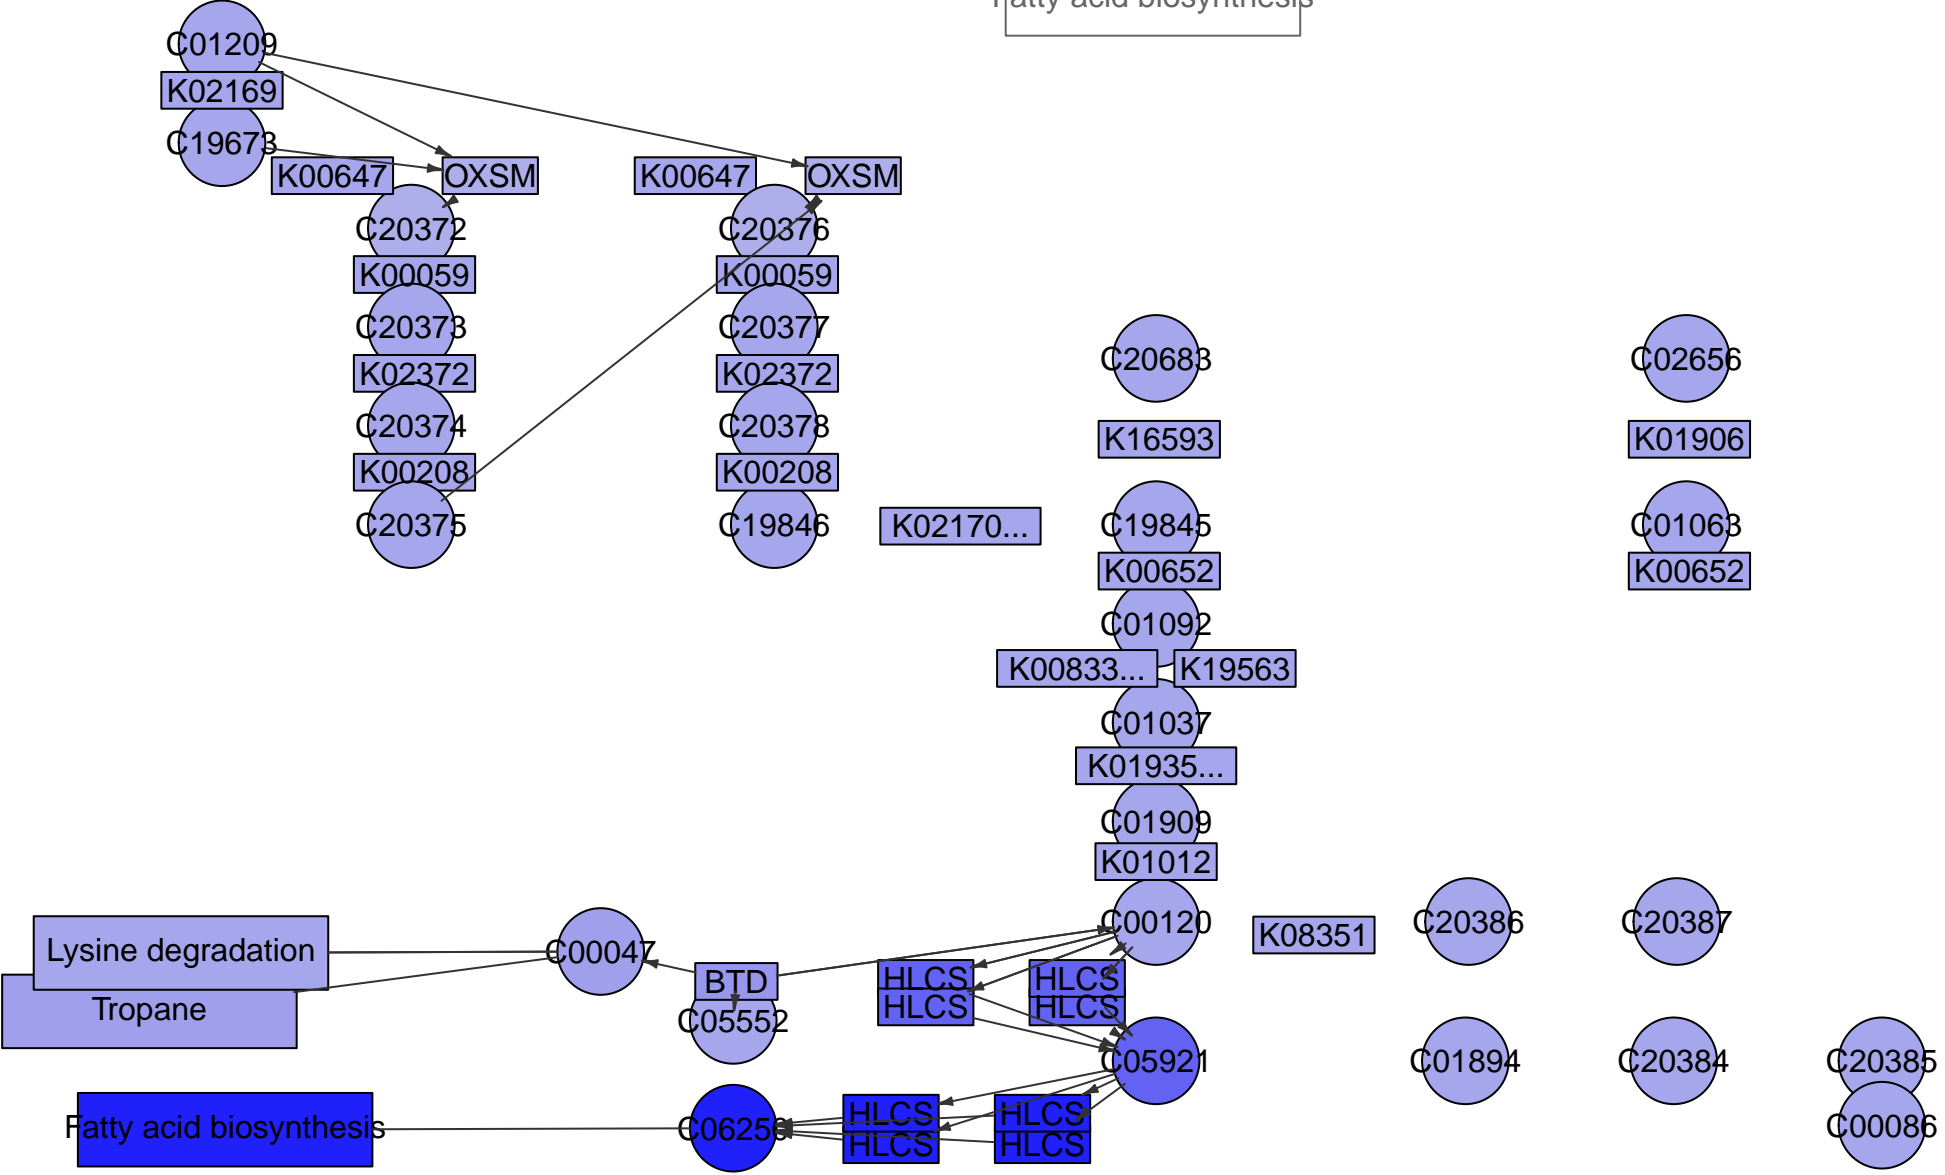 Fatty acid biosynthesis
C01209
K02169
C19673
K00647
OXSM
K00647
OXSM
C20372
C20376
K00059
K00059
C20373
C20377
C20683
C02656
K02372
K02372
C20374
C20378
K16593
K01906
K00208
K00208
C20375
C19846
K02170...
C19845
C01063
K00652
K00652
C01092
K00833...
K19563
C01037
K01935...
C01909
K01012
C00120
K08351
C20386
C20387
Lysine degradation
C00047
BTD
HLCS
HLCS
Tropane
HLCS
HLCS
C05552
C05921
C01894
C20384
C20385
Fatty acid biosynthesis
C06250
HLCS
HLCS
C00086
HLCS
HLCS